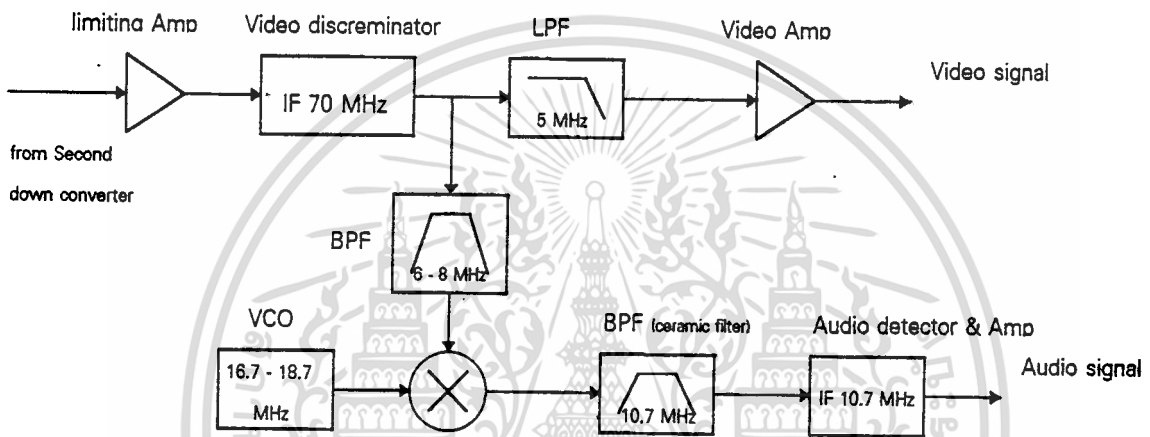 limiting Amp
Video discreminator
LPF
Video Amp
Video signal
IF 70 MHz
5 MHz
from Second
down converter
BPF
6 - 8 MHz
VCO
BPF (ceramic filter)
Audio detector & Amp
16.7 - 18.7
MHz
10.7 MHz
IF 10.7 MHz
Audio signal